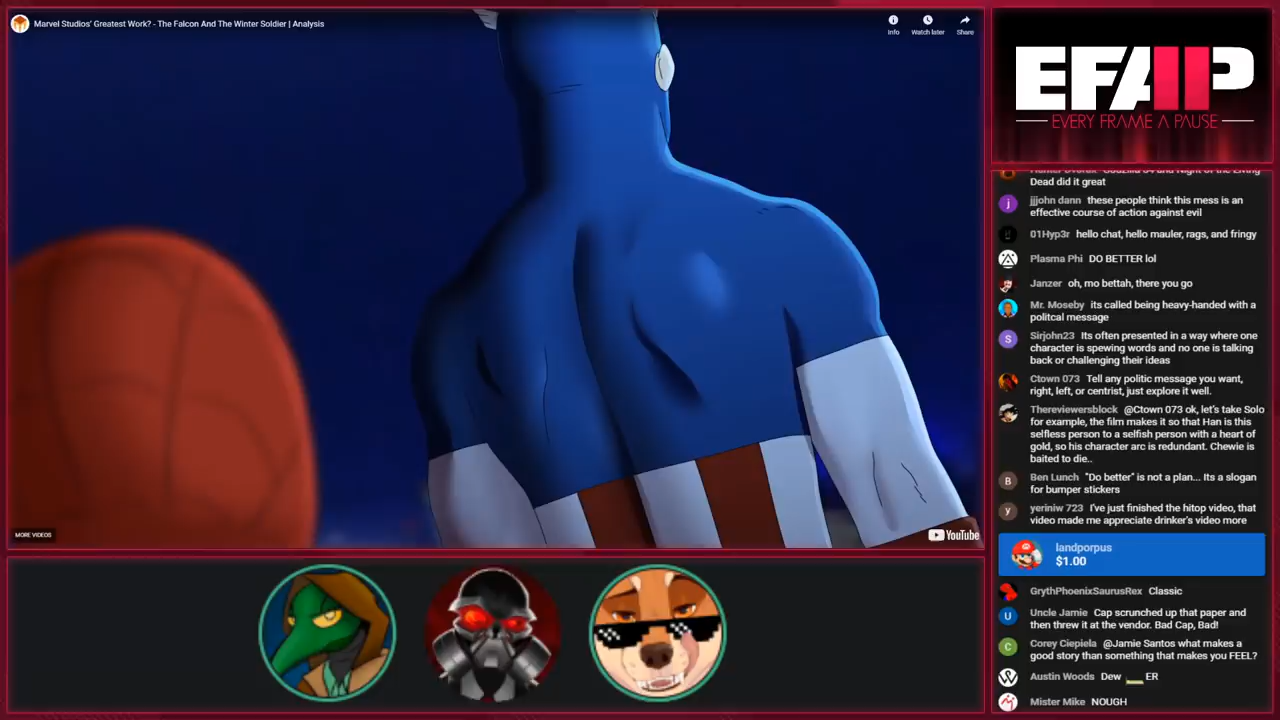 Marvel Studios' Greatest Work? - The Falcon And The Winter Soldier | Analysis
Info
Watch later
Share
MORE VIDEOS
YouTube
EFAP
EVERY FRAME A PAUSE
Dead did it great
jjjohn dann these people think this mess is an
effective course of action against evil
01Hyp3r hello chat, hello mauler, rags, and fringy
Plasma Phi DO BETTER lol
Janzer oh, mo bettah, there you go
Mr. Moseby its called being heavy-handed with a
politcal message
Sirjohn23 Its often presented in a way where one
character is spewing words and no one is talking
back or challenging their ideas
Ctown 073 Tell any politic message you want,
right, left, or centrist, just explore it well.
Thereviewersblock @Ctown 073 ok, let's take Solo
for example, the film makes it so that Han is this
selfless person to a selfish person with a heart of
gold, so his character arc is redundant. Chewie is
baited to die..
Ben Lunch "Do better" is not a plan... Its a slogan
for bumper stickers
yeriniw 723 I've just finished the hitop video, that
video made me appreciate drinker's video more
landporpus
$1.00
GrythPhoenixSaurusRex Classic
Uncle Jamie Cap scrunched up that paper and
then threw it at the vendor. Bad Cap, Bad!
Corey Ciepiela @Jamie Santos what makes a
good story than something that makes you FEEL?
Austin Woods Dew ___ ER
Mister Mike NOUGH